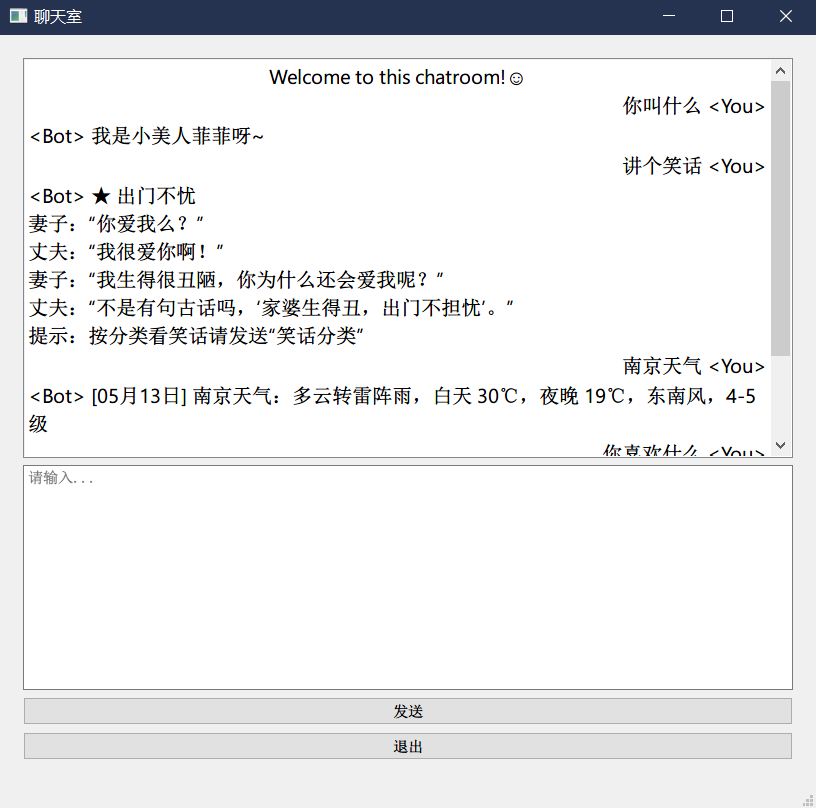 聊天室
Welcome to this chatroom!☺
你叫什么 <You>
<Bot> 我是小美人菲菲呀~
讲个笑话 <You>
<Bot> ★ 出门不忧
妻子：“你爱我么？”
丈夫：“我很爱你啊！”
妻子：“我生得很丑陋，你为什么还会爱我呢？”
丈夫：“不是有句古话吗，‘家婆生得丑，出门不担忧’。”
提示：按分类看笑话请发送“笑话分类”
南京天气 <You>
<Bot> [05月13日] 南京天气：多云转雷阵雨，白天 30℃，夜晚 19℃，东南风，4-5
级
你喜欢什么 <You>
请输入...
发送
退出